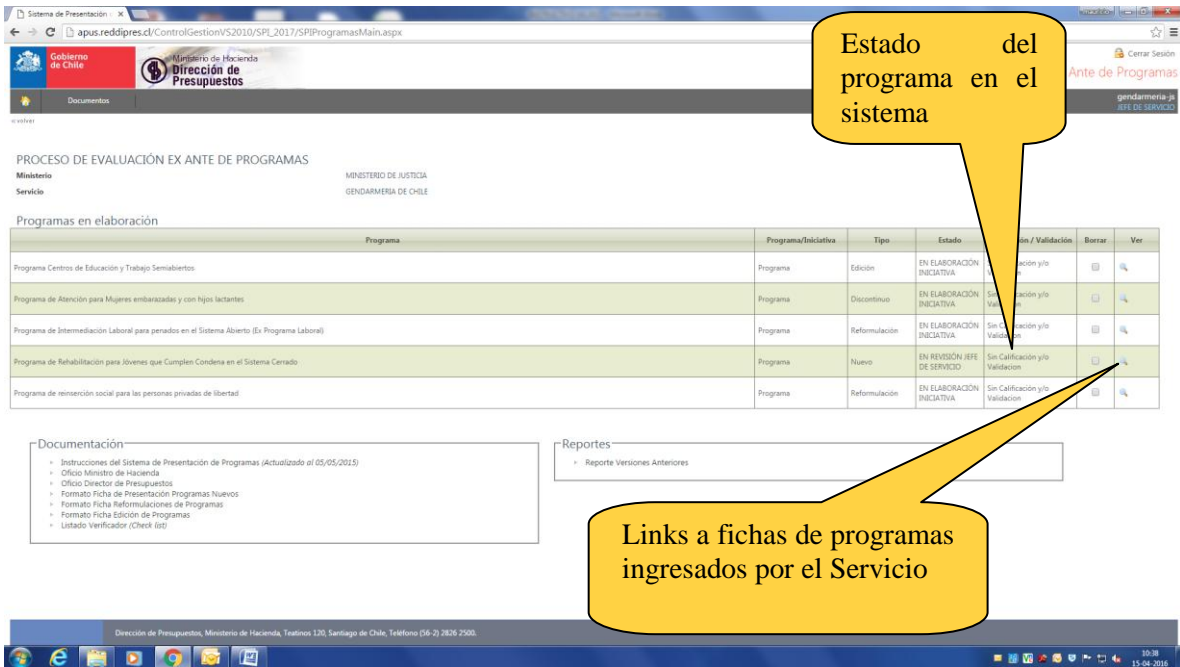 Sistema de Presentación
apus.reddipres.cl/ControlGestionVS2010/SPI_2017/SPIProgramasMain.aspx
Gobierno de Chile
Ministerio de Hacienda
Dirección de
Presupuestos
Cerrar Sesión
Ante de Programas
Documentos
gendarmeria-js
JEFE DE SERVICIO
Estado del
programa en el
sistema
PROCESO DE EVALUACIÓN EX ANTE DE PROGRAMAS
Ministerio MINISTERIO DE JUSTICIA
Servicio GENDARMERIA DE CHILE
Programas en elaboración
Programa Programa/Iniciativa Tipo Estado / Validación Borrar Ver
Programa Centros de Educación y Trabajo Semiabiertos Programa Edición EN ELABORACIÓN y/o
INICIATIVA
Programa de Atención para Mujeres embarazadas y con hijos lactantes Programa Discontinuo EN ELABORACIÓN Sin y/o
INICIATIVA
Programa de Intermediación Laboral para penados en el Sistema Abierto (Ex Programa Laboral) Programa Reformulación EN ELABORACIÓN Sin y/o
INICIATIVA
Programa de Rehabilitación para Jóvenes que Cumplen Condena en el Sistema Cerrado Programa Nuevo EN REVISIÓN JEFE Sin Calificación y/o
DE SERVICIO Validacion
Programa de reinserción social para las personas privadas de libertad Programa Reformulación EN ELABORACIÓN Sin Calificación y/o
INICIATIVA Validacion
Documentación
Instrucciones del Sistema de Presentación de Programas (Actualizado al 05/05/2015)
Oficio Ministro de Hacienda
Oficio Director de Presupuestos
Formato Ficha de Presentación Programas Nuevos
Formato Ficha Reformulaciones de Programas
Formato Ficha Edición de Programas
Listado Verificador (Check list)
Reportes
Reporte Versiones Anteriores
Links a fichas de programas
ingresados por el Servicio
Dirección de Presupuestos, Ministerio de Hacienda, Teatinos 120, Santiago de Chile, Teléfono (56-2) 2826 2500.
10:38
15-04-2016